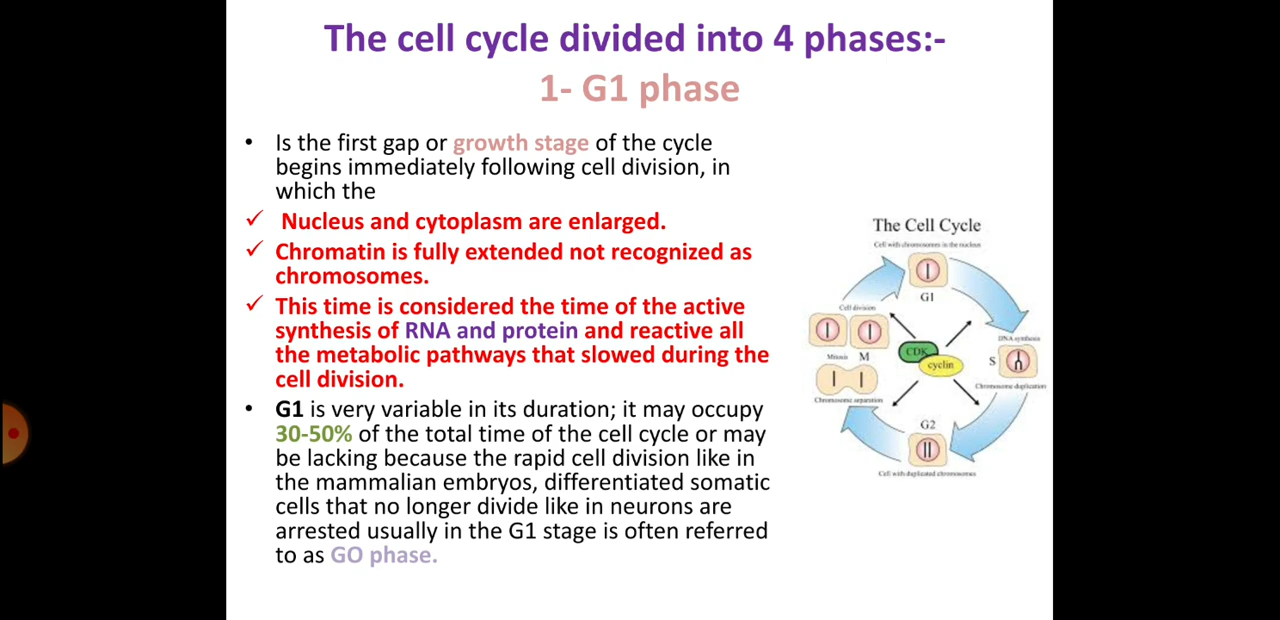 The cell cycle divided into 4 phases:-
1- G1 phase
• Is the first gap or growth stage of the cycle
begins immediately following cell division, in
which the
✓ Nucleus and cytoplasm are enlarged.
✓ Chromatin is fully extended not recognized as
chromosomes.
✓ This time is considered the time of the active
synthesis of RNA and protein and reactive all
the metabolic pathways that slowed during the
cell division.
• G1 is very variable in its duration; it may occupy
30-50% of the total time of the cell cycle or may
be lacking because the rapid cell division like in
the mammalian embryos, differentiated somatic
cells that no longer divide like in neurons are
arrested usually in the G1 stage is often referred
to as GO phase.
The Cell Cycle
Cell with chromosomes in the nucleus
G1
Cell division
DNA synthesis
S
Chromosome duplication
CDK
cyclin
Mitosis M
Chromosome separation
G2
Cell with duplicated chromosomes